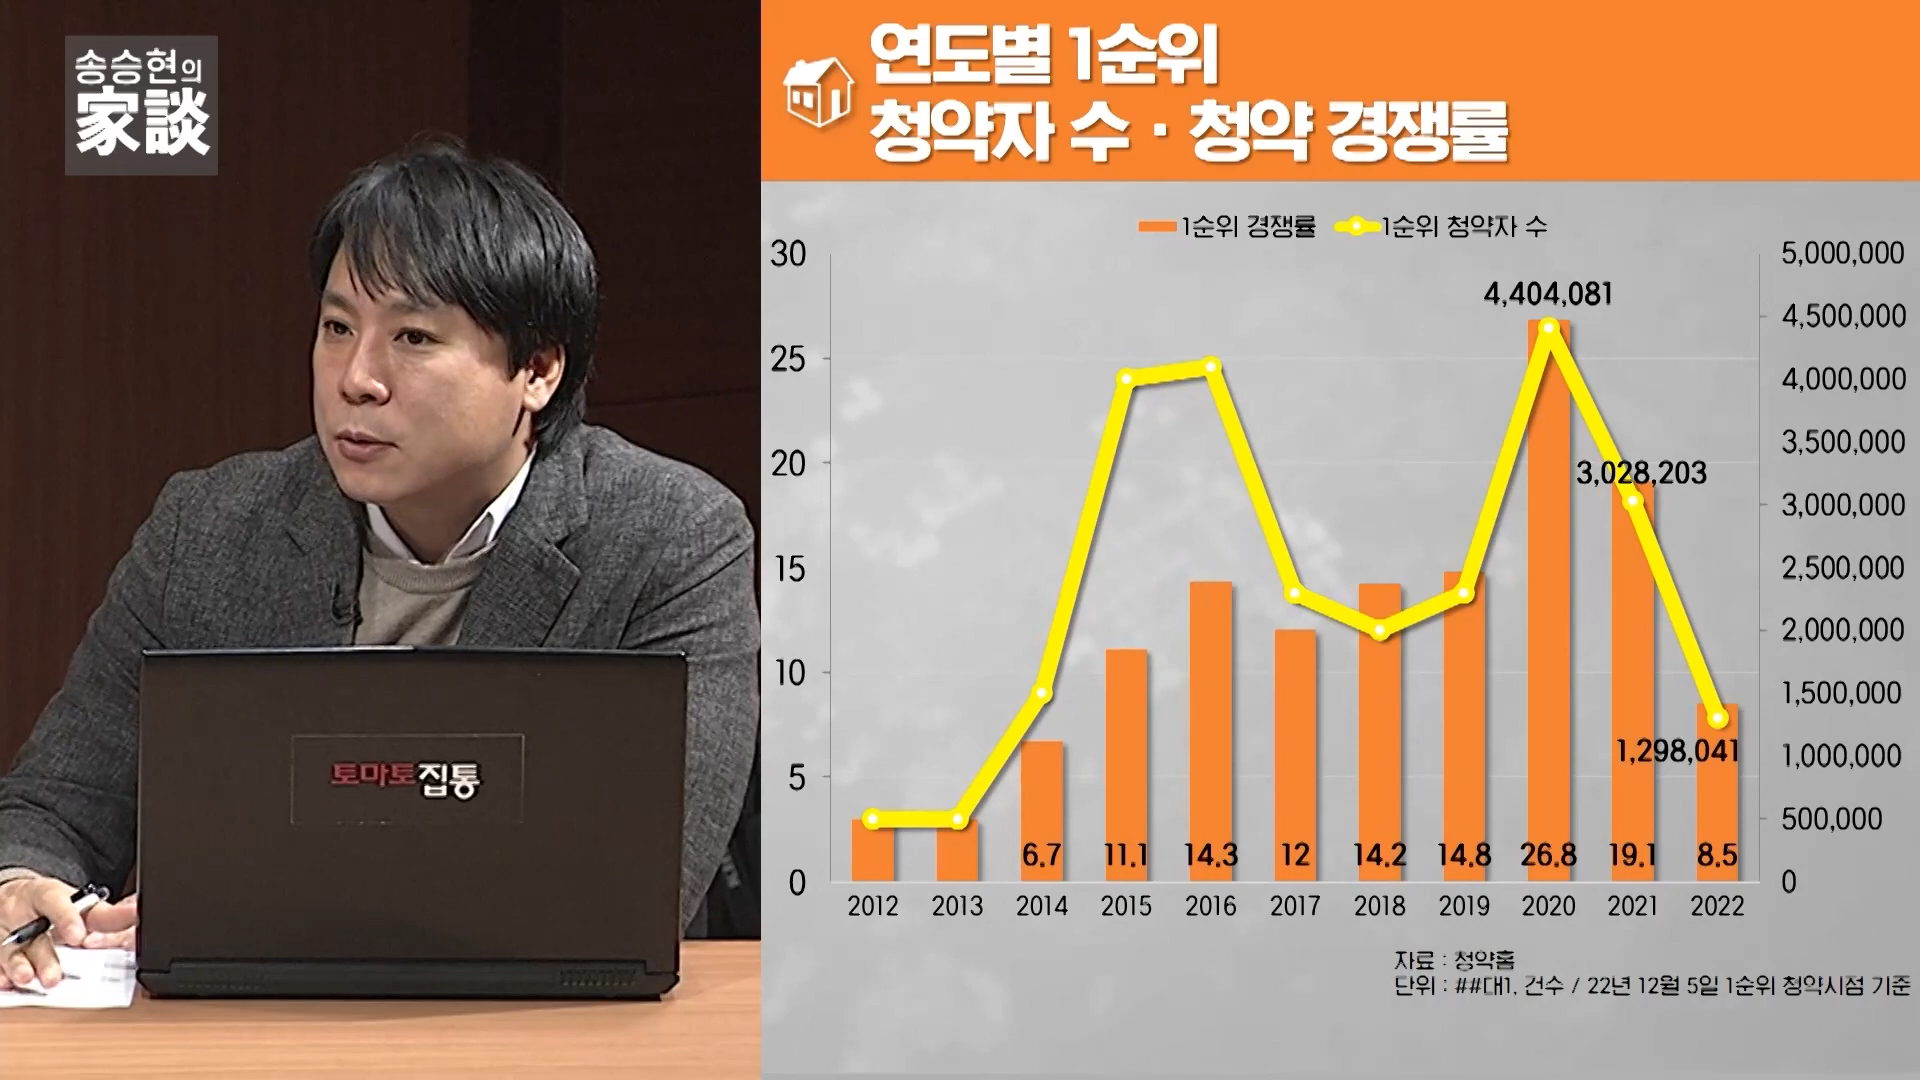 송승현의
家談
연도별 1순위
청약자 수 · 청약 경쟁률
1순위 경쟁률 1순위 청약자 수
30
25
20
15
10
5
0
5,000,000
4,500,000
4,000,000
3,500,000
3,000,000
2,500,000
2,000,000
1,500,000
1,000,000
500,000
0
4,404,081
3,028,203
1,298,041
6.7 11.1 14.3 12 14.2 14.8 26.8 19.1 8.5
2012 2013 2014 2015 2016 2017 2018 2019 2020 2021 2022
자료 : 청약홈
단위 : ##대1, 건수 / 22년 12월 5일 1순위 청약시점 기준
토마토집통